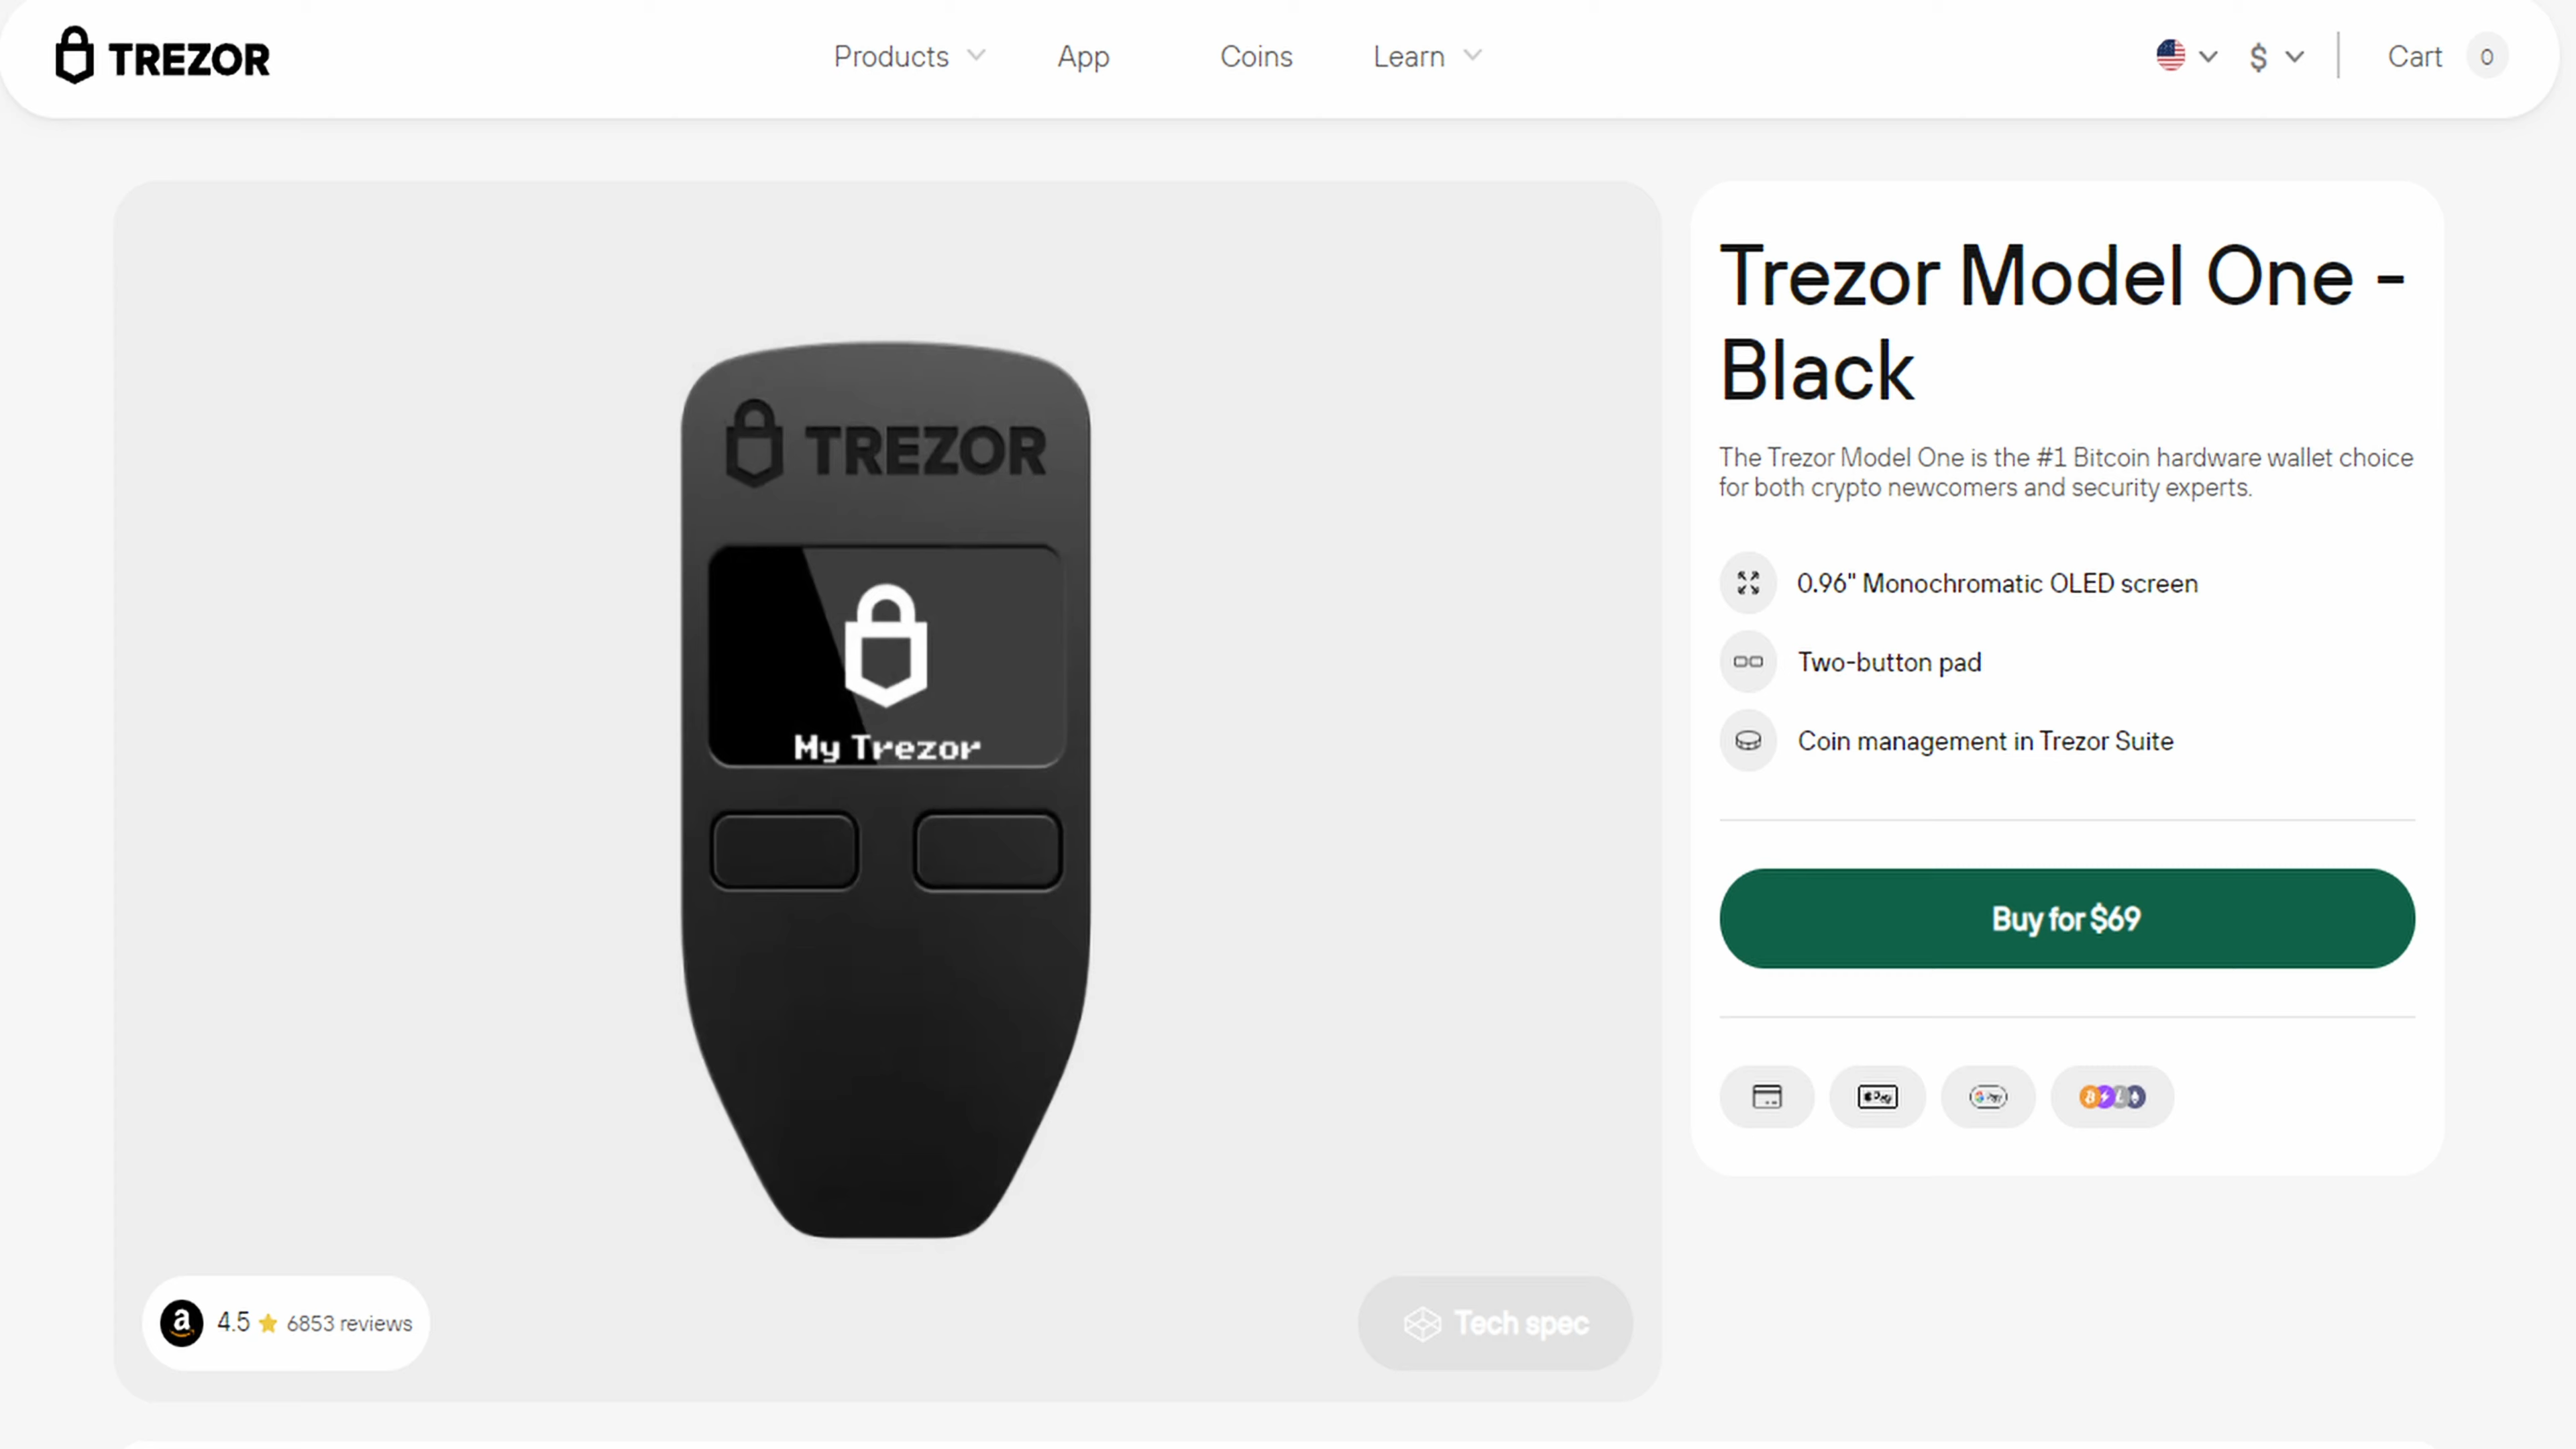 TREZOR
Products
App
Coins
Learn
$
Cart
0
TREZOR
My Trezor
Trezor Model One -
Black
The Trezor Model One is the #1 Bitcoin hardware wallet choice
for both crypto newcomers and security experts.
0.96" Monochromatic OLED screen
Two-button pad
Coin management in Trezor Suite
Buy for $69
Pay
G Pay
a
4.5
6853 reviews
Tech spec